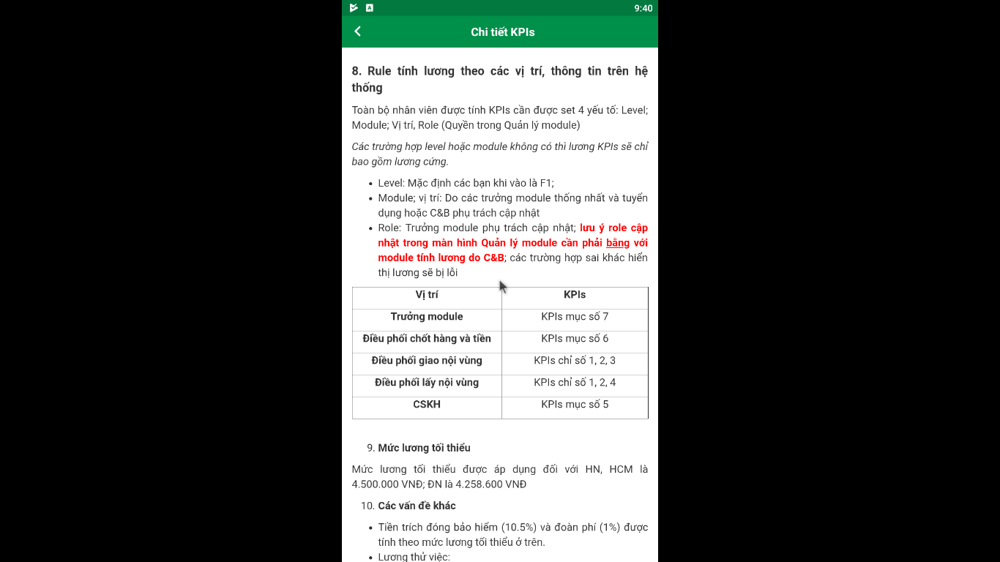 9:40
Chi tiết KPIs
8. Rule tính lương theo các vị trí, thông tin trên hệ
thống
Toàn bộ nhân viên được tính KPIs cần được set 4 yếu tố: Level;
Module; Vị trí, Role (Quyền trong Quản lý module)
Các trường hợp level hoặc module không có thì lương KPIs sẽ chỉ
bao gồm lương cứng.
• Level: Mặc định các bạn khi vào là F1;
• Module; vị trí: Do các trưởng module thống nhất và tuyển
dụng hoặc C&B phụ trách cập nhật
• Role: Trưởng module phụ trách cập nhật; lưu ý role cập
nhật trong màn hình Quản lý module cần phải bằng với
module tính lương do C&B; các trường hợp sai khác hiển
thị lương sẽ bị lỗi
Vị trí KPIs
Trưởng module KPIs mục số 7
Điều phối chốt hàng và tiền KPIs mục số 6
Điều phối giao nội vùng KPIs chỉ số 1, 2, 3
Điều phối lấy nội vùng KPIs chỉ số 1, 2, 4
CSKH KPIs mục số 5
9. Mức lương tối thiểu
Mức lương tối thiểu được áp dụng đối với HN, HCM là
4.500.000 VNĐ; ĐN là 4.258.600 VNĐ
10. Các vấn đề khác
• Tiền trích đóng bảo hiểm (10.5%) và đoàn phí (1%) được
tính theo mức lương tối thiểu ở trên.
• Lương thử việc: